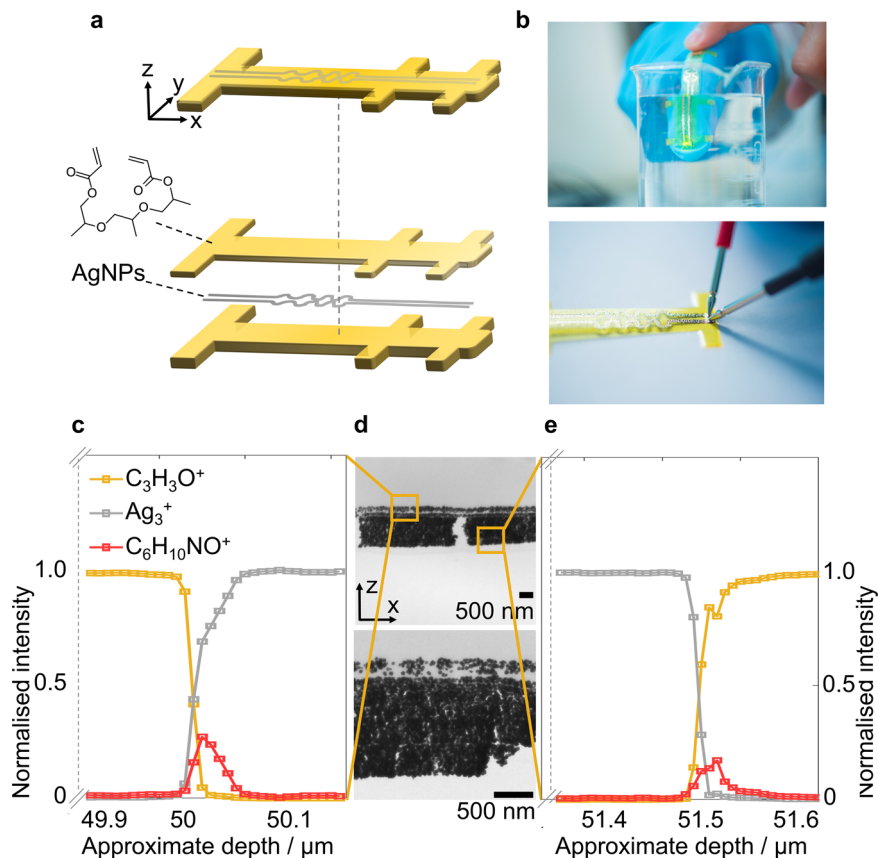 a
b
z
y
x
O
O
O
O
O
O
AgNPs
c
d
e
C₃H₃O⁺
Ag₃⁺
C₆H₁₀NO⁺
1.0
0.5
0
Normalised intensity
49.9 50 50.1
Approximate depth / µm
z
x
500 nm
500 nm
1.0
0.5
0
Normalised intensity
51.4 51.5 51.6
Approximate depth / µm